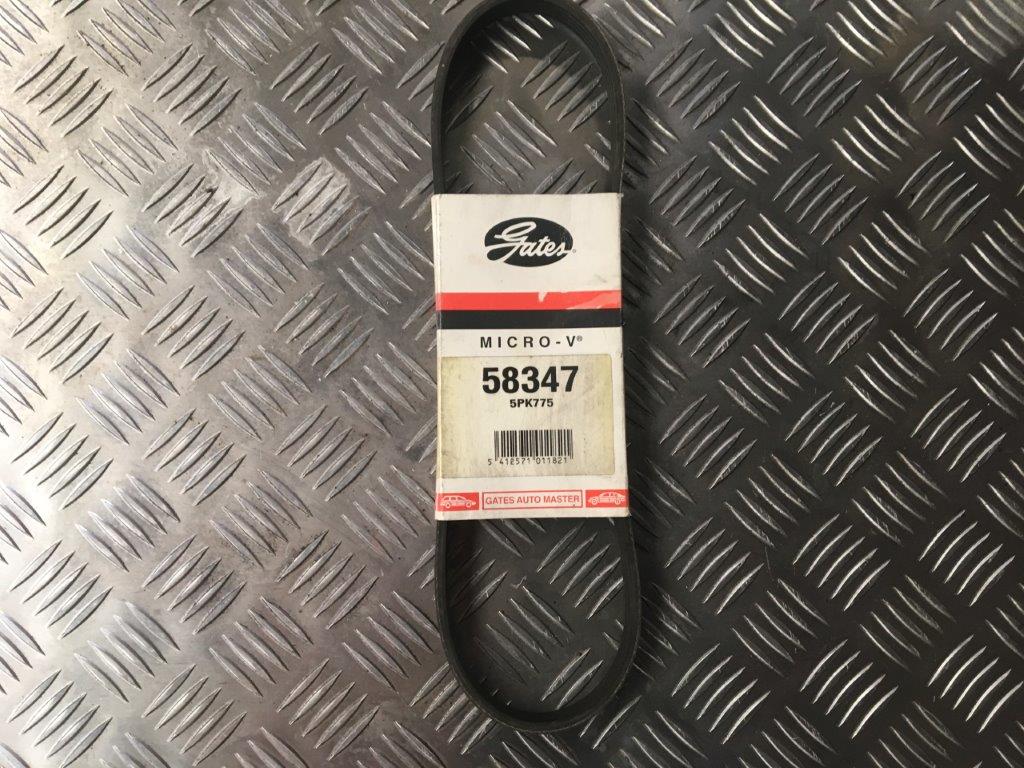 Gates®
MICRO-V®
58347
5PK775
5 412571 011821
GATES AUTO MASTER